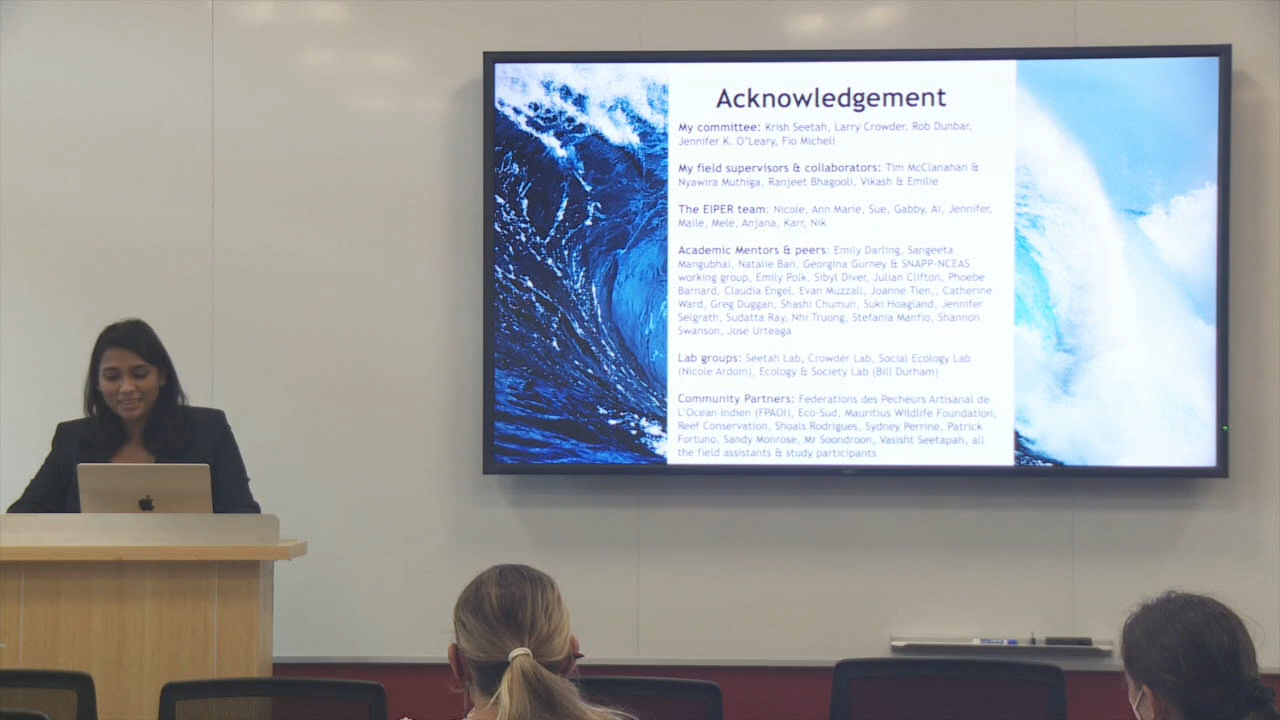 Acknowledgement
My committee: Krish Seetah, Larry Crowder, Rob Dunbar,
Jennifer K. O'Leary, Fio Micheli
My field supervisors & collaborators: Tim McClanahan &
Nyawira Muthiga, Ranjeet Bhagooli, Vikash & Emilie
The EIPER team: Nicole, Ann Marie, Sue, Gabby, Al, Jennifer,
Maile, Mele, Anjana, Karr, Nik
Academic Mentors & peers: Emily Darling, Sangeeta
Mangubhai, Natalie Ban, Georgina Gurney & SNAPP-NCEAS
working group, Emily Polk, Sibyl Diver, Julian Clifton, Phoebe
Barnard, Claudia Engel, Evan Muzzall, Joanne Tien,, Catherine
Ward, Greg Duggan, Shashi Chumun, Suki Hoagland, Jennifer
Selgrath, Sudatta Ray, Nhi Truong, Stefania Manfio, Shannon
Swanson, Jose Urteaga
Lab groups: Seetah Lab, Crowder Lab, Social Ecology Lab
(Nicole Ardoin), Ecology & Society Lab (Bill Durham)
Community Partners: Federations des Pecheurs Artisanal de
L'Ocean Indien (FPAOI), Eco-Sud, Mauritius Wildlife Foundation,
Reef Conservation, Shoals Rodrigues, Sydney Perrine, Patrick
Fortuno, Sandy Monrose, Mr Soondroon, Vasisht Seetapah, all
the field assistants & study participants